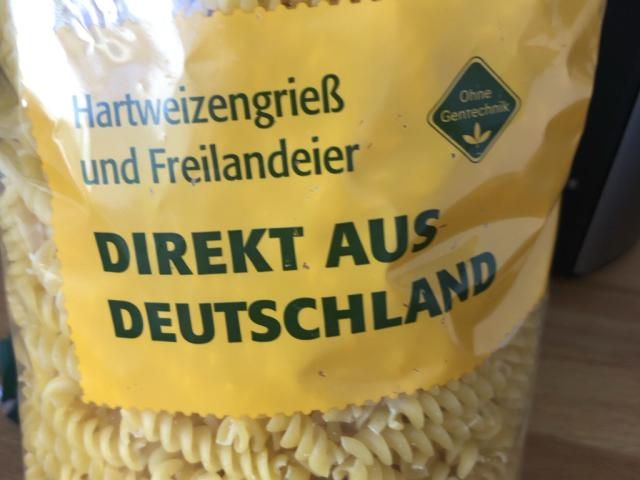 Hartweizengrieß
und Freilandeier
Ohne
Gentechnik
DIREKT AUS
DEUTSCHLAND